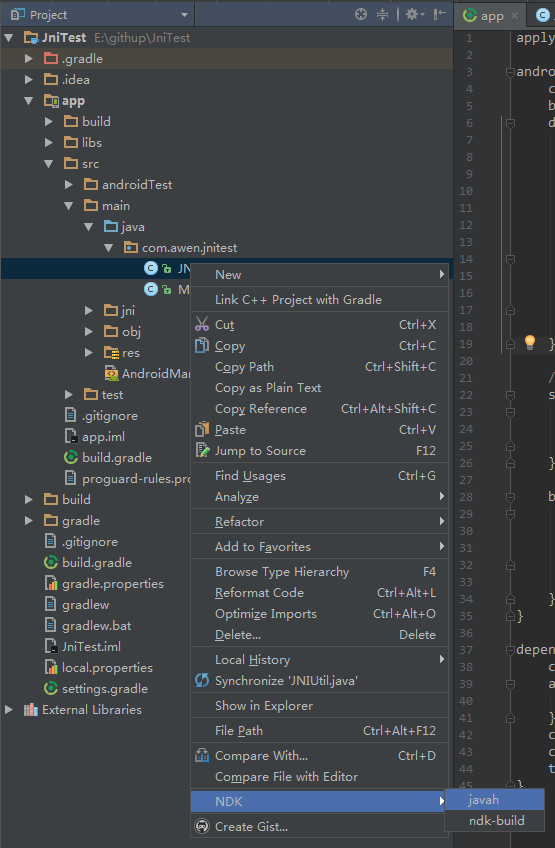 Project
app
JniTest E:\githup\JniTest
.gradle
.idea
app
build
libs
src
androidTest
main
java
com.awen.jnitest
JN
M
jni
obj
res
AndroidMan
test
.gitignore
app.iml
build.gradle
proguard-rules.pro
build
gradle
.gitignore
build.gradle
gradle.properties
gradlew
gradlew.bat
JniTest.iml
local.properties
settings.gradle
External Libraries
New
Link C++ Project with Gradle
Cut Ctrl+X
Copy Ctrl+C
Copy Path Ctrl+Shift+C
Copy as Plain Text
Copy Reference Ctrl+Alt+Shift+C
Paste Ctrl+V
Jump to Source F12
Find Usages Ctrl+G
Analyze
Refactor
Add to Favorites
Browse Type Hierarchy F4
Reformat Code Ctrl+Alt+L
Optimize Imports Ctrl+Alt+O
Delete... Delete
Local History
Synchronize 'JNIUtil.java'
Show in Explorer
File Path Ctrl+Alt+F12
Compare With... Ctrl+D
Compare File with Editor
NDK
Create Gist...
javah
ndk-build
1 apply
2
3 andro
4 c
5 b
6 d
7
8
9
10
11
12
13
14
15
16
17
18
19 }
20
21 /
22 s
23
24
25
26 }
27
28 b
29
30
31
32
33
34 }
35 }
36
37 depen
38 c
39 a
40
41 }
42 c
43 c
44 t
45 }